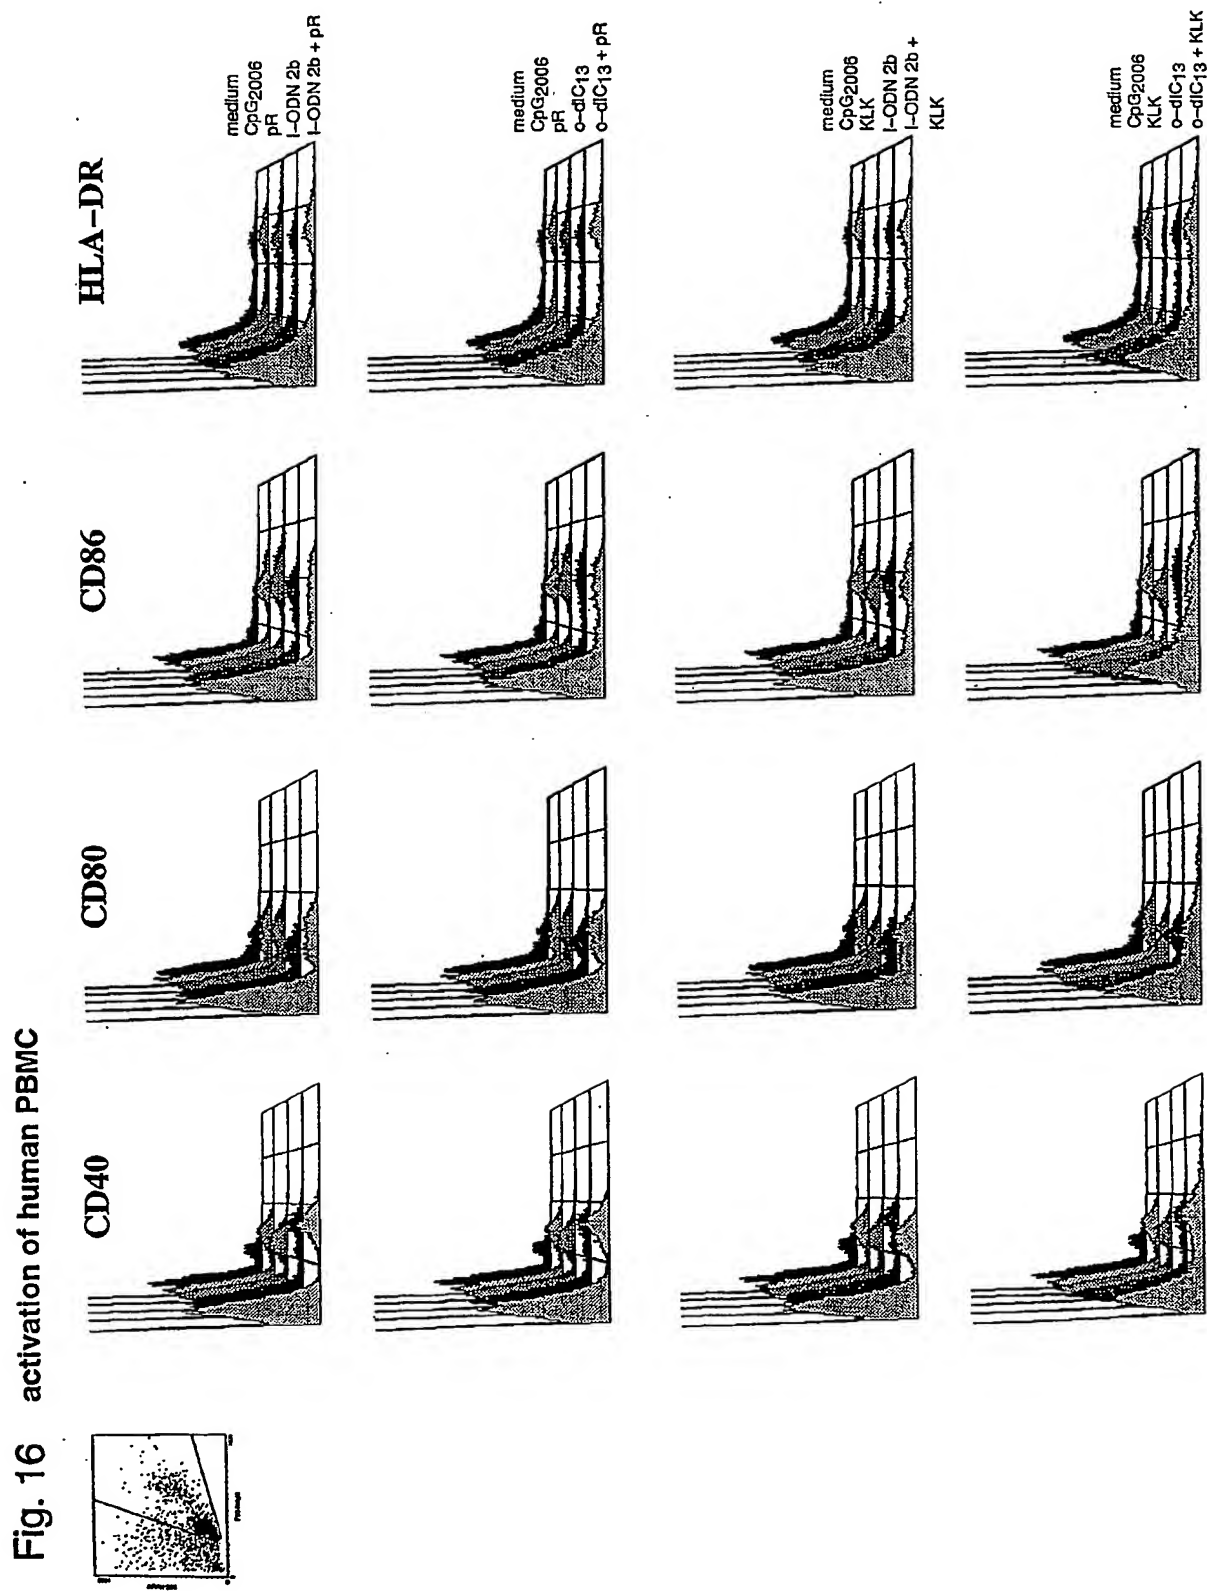 Fig. 16 activation of human PBMC
CD40
CD80
CD86
HLA-DR
medium
CpG2006
pR
I-ODN 2b
I-ODN 2b + pR
medium
CpG2006
pR
o-dIC13
o-dIC13 + pR
medium
CpG2006
KLK
I-ODN 2b
I-ODN 2b +
KLK
medium
CpG2006
KLK
o-dIC13
o-dIC13 + KLK